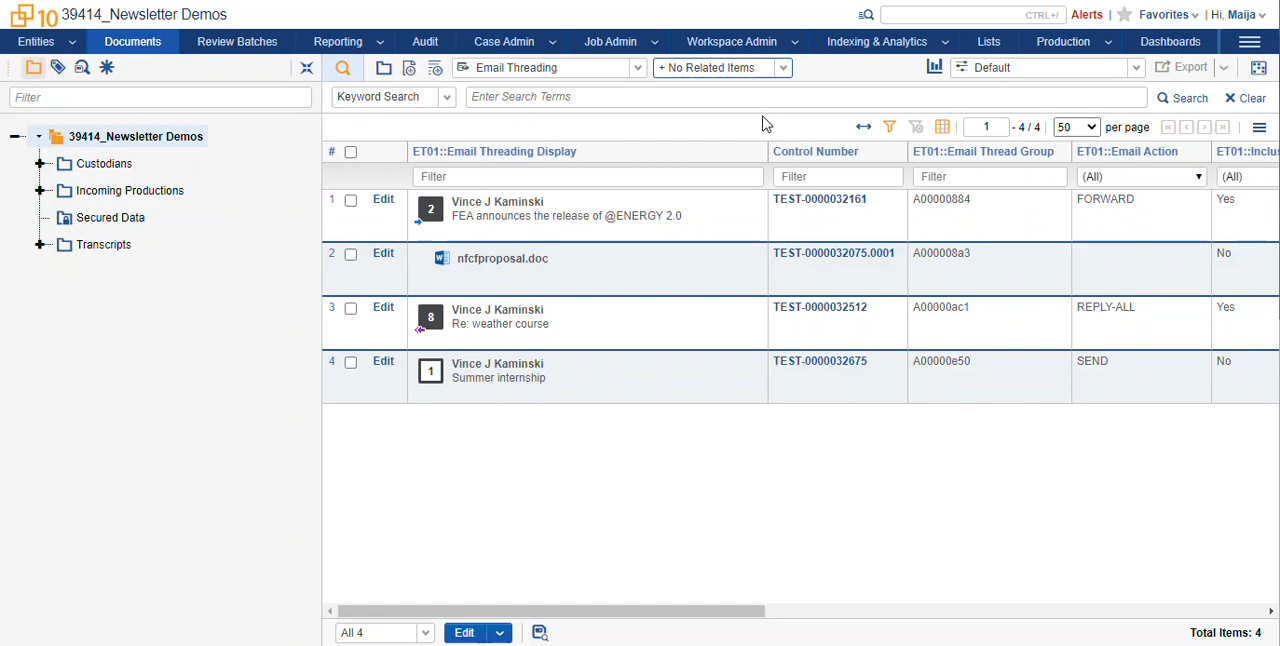 10 39414_Newsletter Demos CTRL+/ Alerts | Favorites | Hi, Maija
Entities Documents Review Batches Reporting Audit Case Admin Job Admin Workspace Admin Indexing & Analytics Lists Production Dashboards
Email Threading + No Related Items Default Export
Filter Keyword Search Enter Search Terms Search Clear
1 - 4 / 4 50 per page
39414_Newsletter Demos
Custodians
Incoming Productions
Secured Data
Transcripts
# ET01::Email Threading Display Control Number ET01::Email Thread Group ET01::Email Action ET01::Inclus
Filter Filter Filter (All) (All)
1 Edit 2 Vince J Kaminski TEST-0000032161 A00000884 FORWARD Yes
FEA announces the release of @ENERGY 2.0
2 Edit nfcfproposal.doc TEST-0000032075.0001 A000008a3 No
3 Edit 8 Vince J Kaminski TEST-0000032512 A00000ac1 REPLY-ALL Yes
Re: weather course
4 Edit 1 Vince J Kaminski TEST-0000032675 A00000e50 SEND No
Summer internship
All 4 Edit Total Items: 4